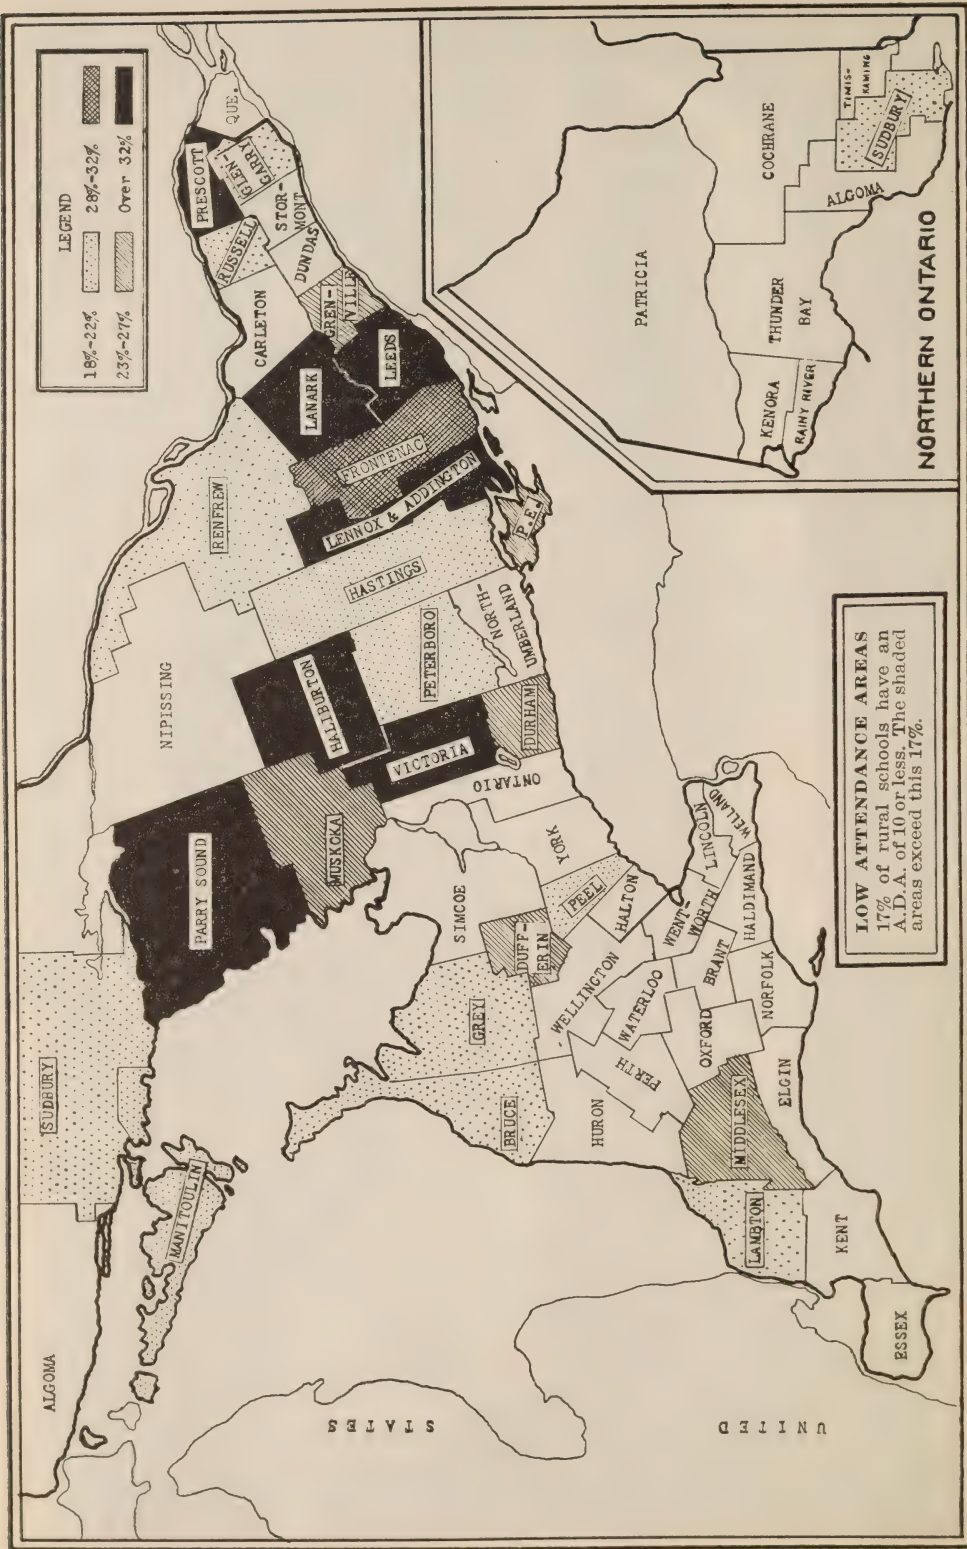 LEGEND
18%-22%
28%-32%
23%-27%
Over 32%
QUE.
PRESCOTT
GLEN-
GARRY
STOR-
MONT
RUSSELL
DUNDAS
CARLETON
GREN-
VILLE
LANARK
LEEDS
FRONTENAC
LENNOX & ADDINGTON
RENFREW
P.E.
HASTINGS
NORTH-
UMBERLAND
PETERBORO
NIPISSING
HALIBURTON
VICTORIA
DURHAM
ONTARIO
MUSKOKA
PARRY SOUND
YORK
SIMCOE
PEEL
HALTON
DUFF-
ERIN
LINCOLN
WELLAND
WENT-
WORTH
HALDIMAND
GREY
WELLINGTON
WATERLOO
BRANT
NORFOLK
BRUCE
HURON
PERTH
OXFORD
ELGIN
MIDDLESEX
LAMBTON
KENT
ESSEX
SUDBURY
MANITOULIN
ALGOMA
UNITED
STATES
PATRICIA
COCHRANE
TIMIS-
KAMING
SUDBURY
ALGOMA
THUNDER
BAY
KENORA
RAINY RIVER
NORTHERN ONTARIO
LOW ATTENDANCE AREAS
17% of rural schools have an
A.D.A. of 10 or less. The shaded
areas exceed this 17%.